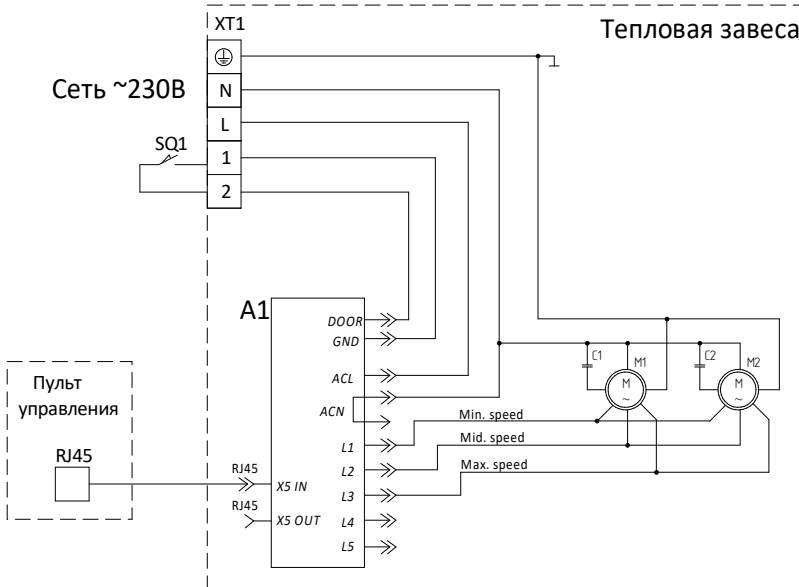 XT1
Тепловая завеса
Сеть ~230В
N
L
SQ1
1
2
A1
DOOR
GND
ACL
ACN
L1
L2
L3
L4
L5
X5 IN
X5 OUT
RJ45
RJ45
Пульт
управления
RJ45
Min. speed
Mid. speed
Max. speed
C1
M1
M
~
C2
M2
M
~